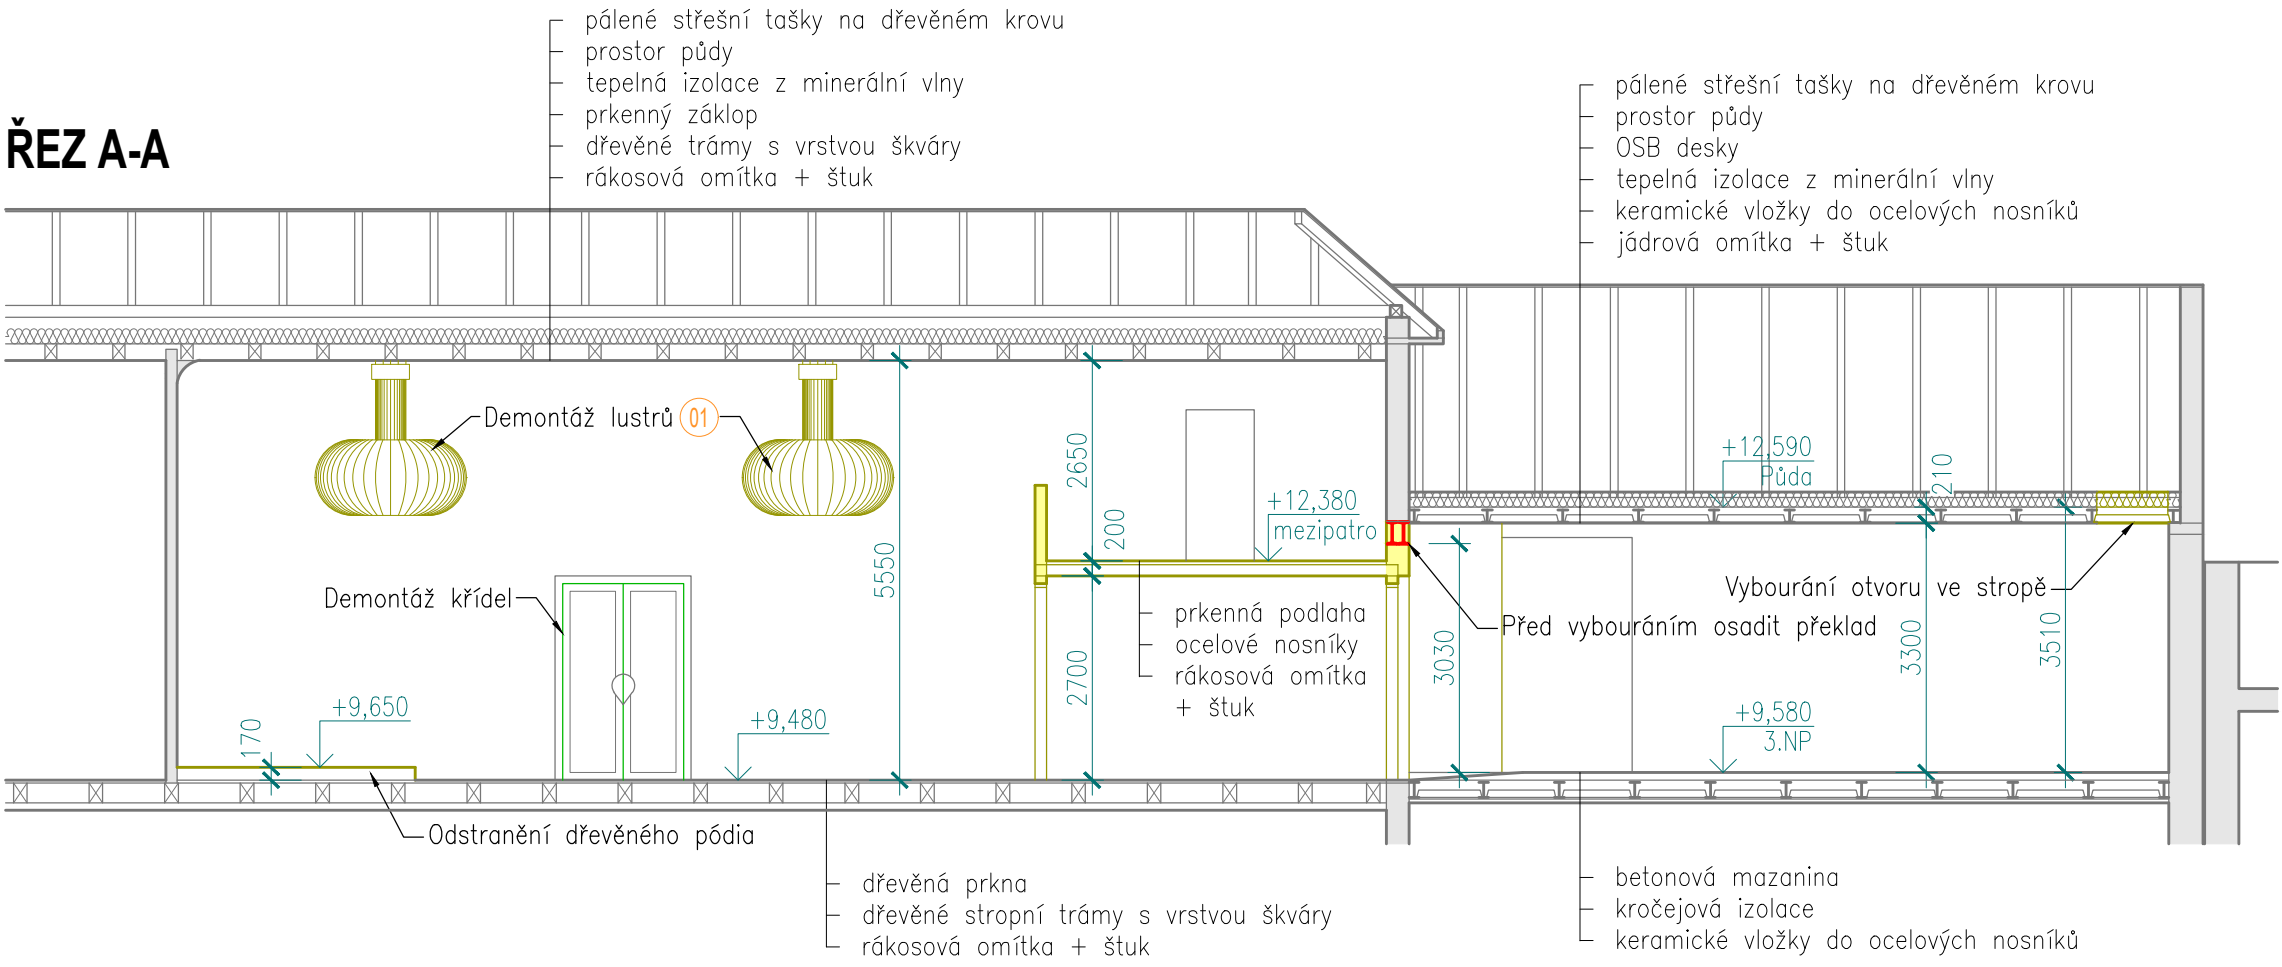 pálené střešní tašky na dřevěném krovu
prostor půdy
tepelná izolace z minerální vlny
prkenný záklop
dřevěné trámy s vrstvou škváry
rákosová omítka + štuk
pálené střešní tašky na dřevěném krovu
prostor půdy
OSB desky
tepelná izolace z minerální vlny
keramické vložky do ocelových nosníků
jádrová omítka + štuk
ŘEZ A-A
Demontáž lustrů 01
2650
200
5550
2700
+12,380
mezipatro
+12,590
Půda
210
Demontáž křídel
prkenná podlaha
ocelové nosníky
rákosová omítka
+ štuk
Vybourání otvoru ve stropě
Před vybouráním osadit překlad
3030
3300
3510
170
+9,650
+9,480
+9,580
3.NP
Odstranění dřevěného pódia
dřevěná prkna
dřevěné stropní trámy s vrstvou škváry
rákosová omítka + štuk
betonová mazanina
kročejová izolace
keramické vložky do ocelových nosníků